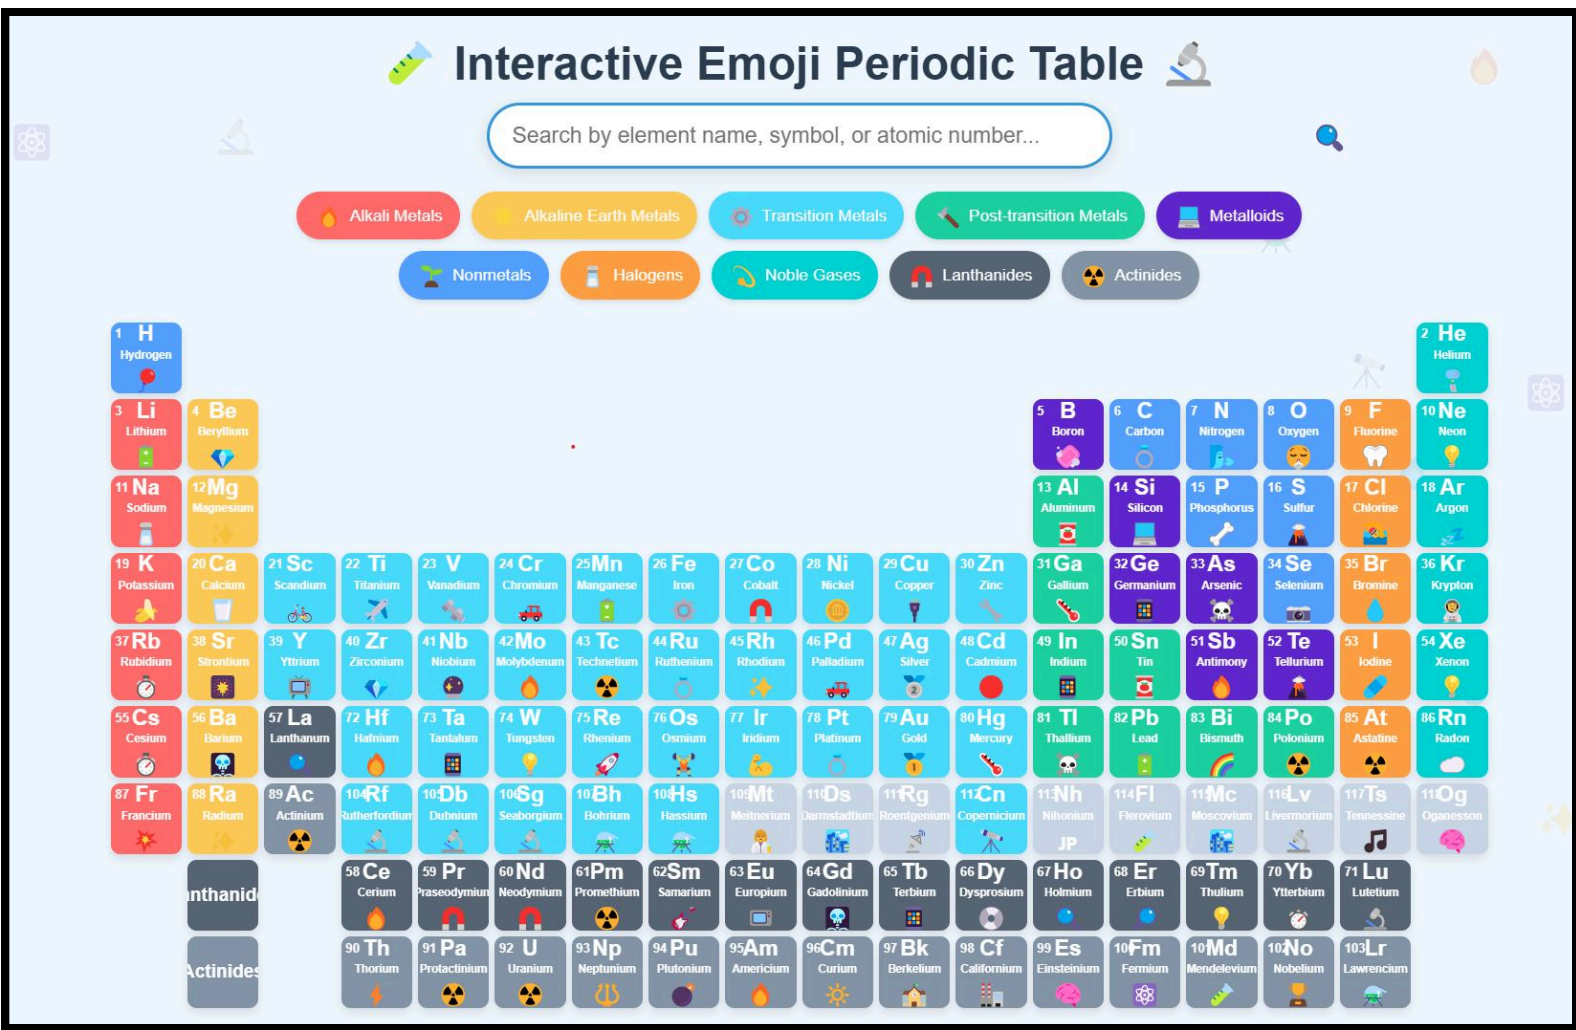 Interactive Emoji Periodic Table
Search by element name, symbol, or atomic number...
Alkali Metals Alkaline Earth Metals Transition Metals Post-transition Metals Metalloids
Nonmetals Halogens Noble Gases Lanthanides Actinides
1 H 2 He
Hydrogen Helium
3 Li 4 Be 5 B 6 C 7 N 8 O 9 F 10 Ne
Lithium Beryllium Boron Carbon Nitrogen Oxygen Fluorine Neon
11 Na 12 Mg 13 Al 14 Si 15 P 16 S 17 Cl 18 Ar
Sodium Magnesium Aluminum Silicon Phosphorus Sulfur Chlorine Argon
19 K 20 Ca 21 Sc 22 Ti 23 V 24 Cr 25 Mn 26 Fe 27 Co 28 Ni 29 Cu 30 Zn 31 Ga 32 Ge 33 As 34 Se 35 Br 36 Kr
Potassium Calcium Scandium Titanium Vanadium Chromium Manganese Iron Cobalt Nickel Copper Zinc Gallium Germanium Arsenic Selenium Bromine Krypton
37 Rb 38 Sr 39 Y 40 Zr 41 Nb 42 Mo 43 Tc 44 Ru 45 Rh 46 Pd 47 Ag 48 Cd 49 In 50 Sn 51 Sb 52 Te 53 I 54 Xe
Rubidium Strontium Yttrium Zirconium Niobium Molybdenum Technetium Ruthenium Rhodium Palladium Silver Cadmium Indium Tin Antimony Tellurium Iodine Xenon
55 Cs 56 Ba 57 La 72 Hf 73 Ta 74 W 75 Re 76 Os 77 Ir 78 Pt 79 Au 80 Hg 81 Tl 82 Pb 83 Bi 84 Po 85 At 86 Rn
Cesium Barium Lanthanum Hafnium Tantalum Tungsten Rhenium Osmium Iridium Platinum Gold Mercury Thallium Lead Bismuth Polonium Astatine Radon
87 Fr 88 Ra 89 Ac 104 Rf 105 Db 106 Sg 107 Bh 108 Hs 109 Mt 110 Ds 111 Rg 112 Cn 113 Nh 114 Fl 115 Mc 116 Lv 117 Ts 118 Og
Francium Radium Actinium Rutherfordium Dubnium Seaborgium Bohrium Hassium Meitnerium Darmstadtium Roentgenium Copernicium Nihonium Flerovium Moscovium Livermorium Tennessine Oganesson
JP
58 Ce 59 Pr 60 Nd 61 Pm 62 Sm 63 Eu 64 Gd 65 Tb 66 Dy 67 Ho 68 Er 69 Tm 70 Yb 71 Lu
anthanide Cerium Praseodymium Neodymium Promethium Samarium Europium Gadolinium Terbium Dysprosium Holmium Erbium Thulium Ytterbium Lutetium
90 Th 91 Pa 92 U 93 Np 94 Pu 95 Am 96 Cm 97 Bk 98 Cf 99 Es 100 Fm 101 Md 102 No 103 Lr
Actinides Thorium Protactinium Uranium Neptunium Plutonium Americium Curium Berkelium Californium Einsteinium Fermium Mendelevium Nobelium Lawrencium